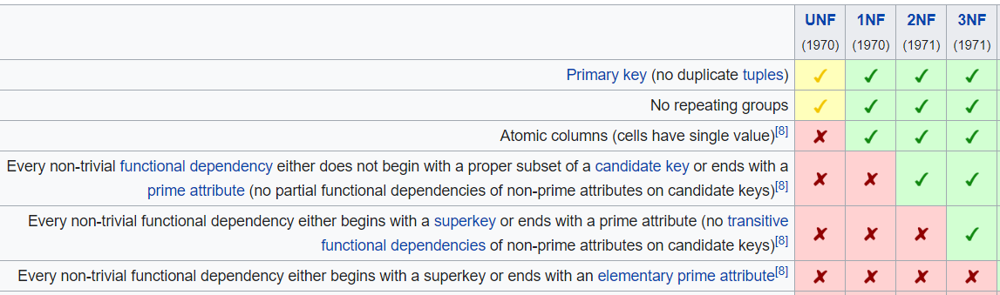 UNF 1NF 2NF 3NF
(1970) (1970) (1971) (1971)
Primary key (no duplicate tuples) ✓ ✓ ✓ ✓
No repeating groups ✓ ✓ ✓ ✓
Atomic columns (cells have single value)[8] ✗ ✓ ✓ ✓
Every non-trivial functional dependency either does not begin with a proper subset of a candidate key or ends with a
prime attribute (no partial functional dependencies of non-prime attributes on candidate keys)[8] ✗ ✗ ✓ ✓
Every non-trivial functional dependency either begins with a superkey or ends with a prime attribute (no transitive
functional dependencies of non-prime attributes on candidate keys)[8] ✗ ✗ ✗ ✓
Every non-trivial functional dependency either begins with a superkey or ends with an elementary prime attribute[8] ✗ ✗ ✗ ✗